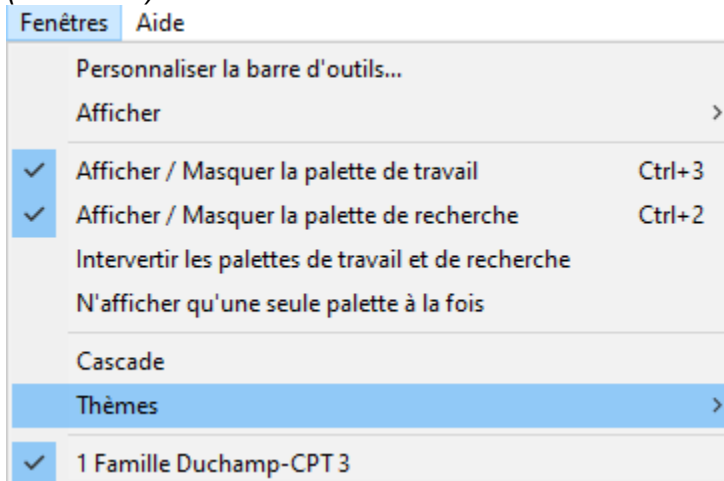 Fenêtres Aide
Personnaliser la barre d'outils...
Afficher
Afficher / Masquer la palette de travail Ctrl+3
Afficher / Masquer la palette de recherche Ctrl+2
Intervertir les palettes de travail et de recherche
N'afficher qu'une seule palette à la fois
Cascade
Thèmes
1 Famille Duchamp-CPT 3